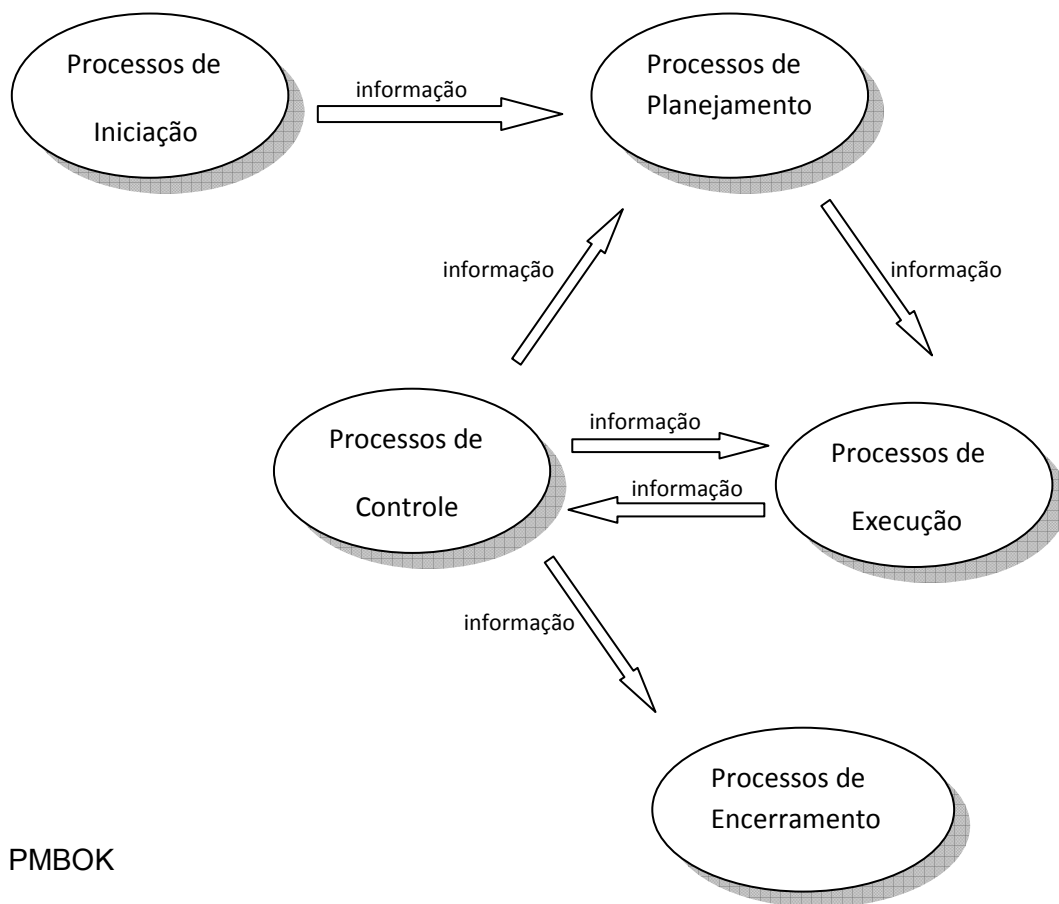 Processos de
Iniciação
informação
Processos de
Planejamento
informação
informação
Processos de
Controle
informação
informação
Processos de
Execução
informação
Processos de
Encerramento
PMBOK